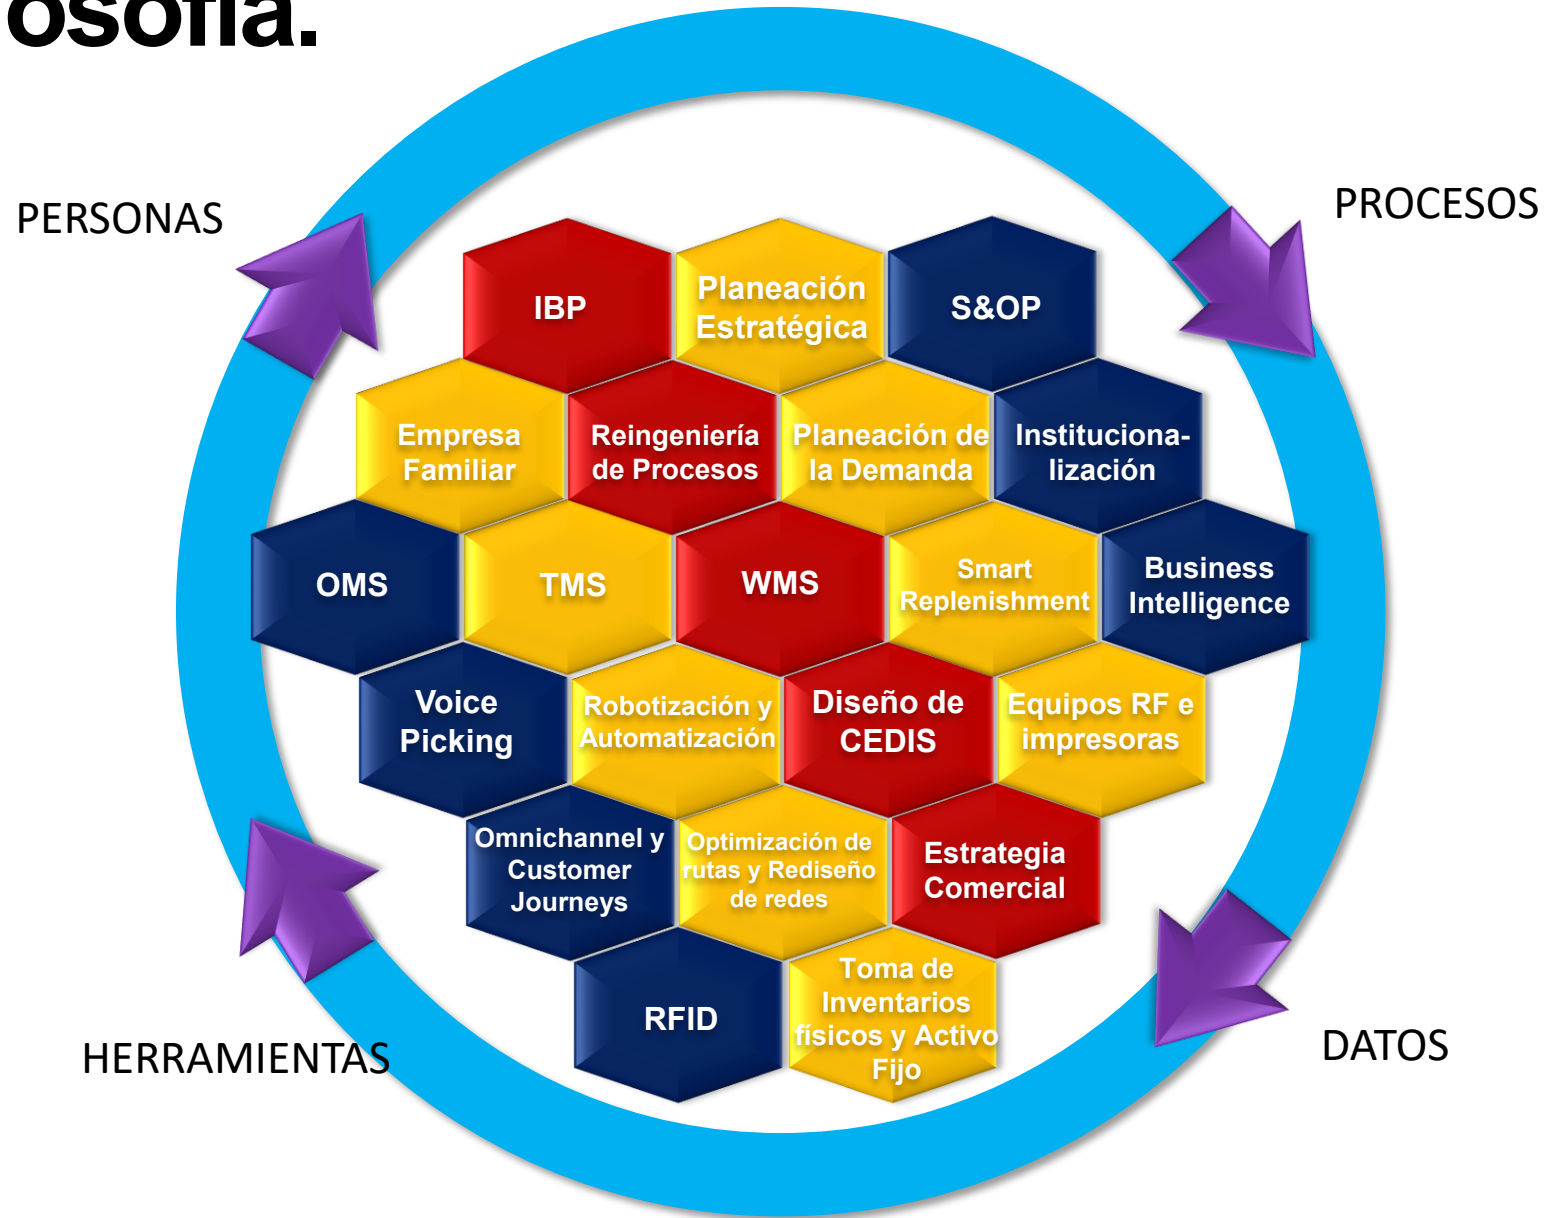 osofía.
PERSONAS
PROCESOS
IBP
Planeación
Estratégica
S&OP
Empresa
Familiar
Reingeniería
de Procesos
Planeación de
la Demanda
Instituciona-
lización
OMS
TMS
WMS
Smart
Replenishment
Business
Intelligence
Voice
Picking
Robotización y
Automatización
Diseño de
CEDIS
Equipos RF e
impresoras
Omnichannel y
Customer
Journeys
Optimización de
rutas y Rediseño
de redes
Estrategia
Comercial
RFID
Toma de
Inventarios
físicos y Activo
Fijo
HERRAMIENTAS
DATOS